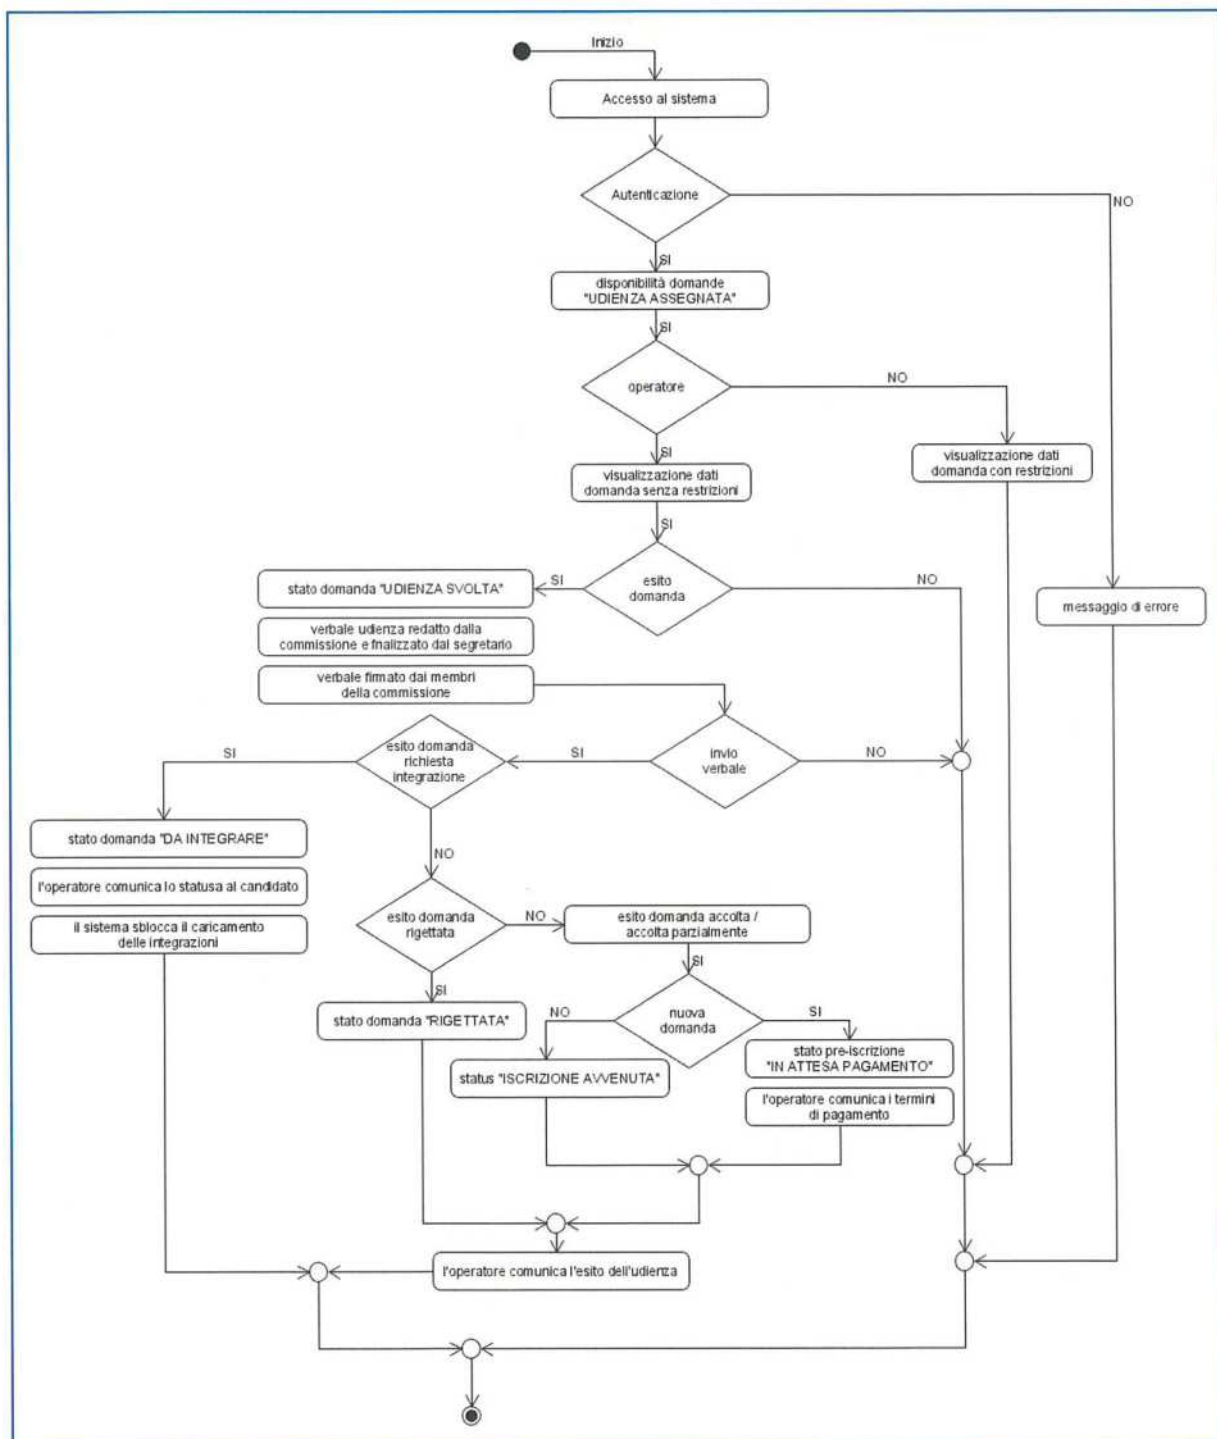 Inizio
Accesso al sistema
Autenticazione
NO
SI
disponibilità domande
"UDIENZA ASSEGNATA"
SI
operatore
NO
SI
visualizzazione dati
domanda senza restrizioni
visualizzazione dati
domanda con restrizioni
SI
esito
domanda
SI
NO
stato domanda "UDIENZA SVOLTA"
messaggio di errore
verbale udienza redatto dalla
commissione e fnalizzato dal segretario
verbale firmato dai membri
della commissione
esito domanda
richiesta
integrazione
SI
SI
invio
verbale
NO
stato domanda "DA INTEGRARE"
NO
l'operatore comunica lo statusa al candidato
il sistema sblocca il caricamento
delle integrazioni
esito domanda
rigettata
NO
esito domanda accolta /
accolta parzialmente
SI
SI
stato domanda "RIGETTATA"
NO
nuova
domanda
SI
status "ISCRIZIONE AVVENUTA"
stato pre-iscrizione
"IN ATTESA PAGAMENTO"
l'operatore comunica i termini
di pagamento
l'operatore comunica l'esito dell'udienza